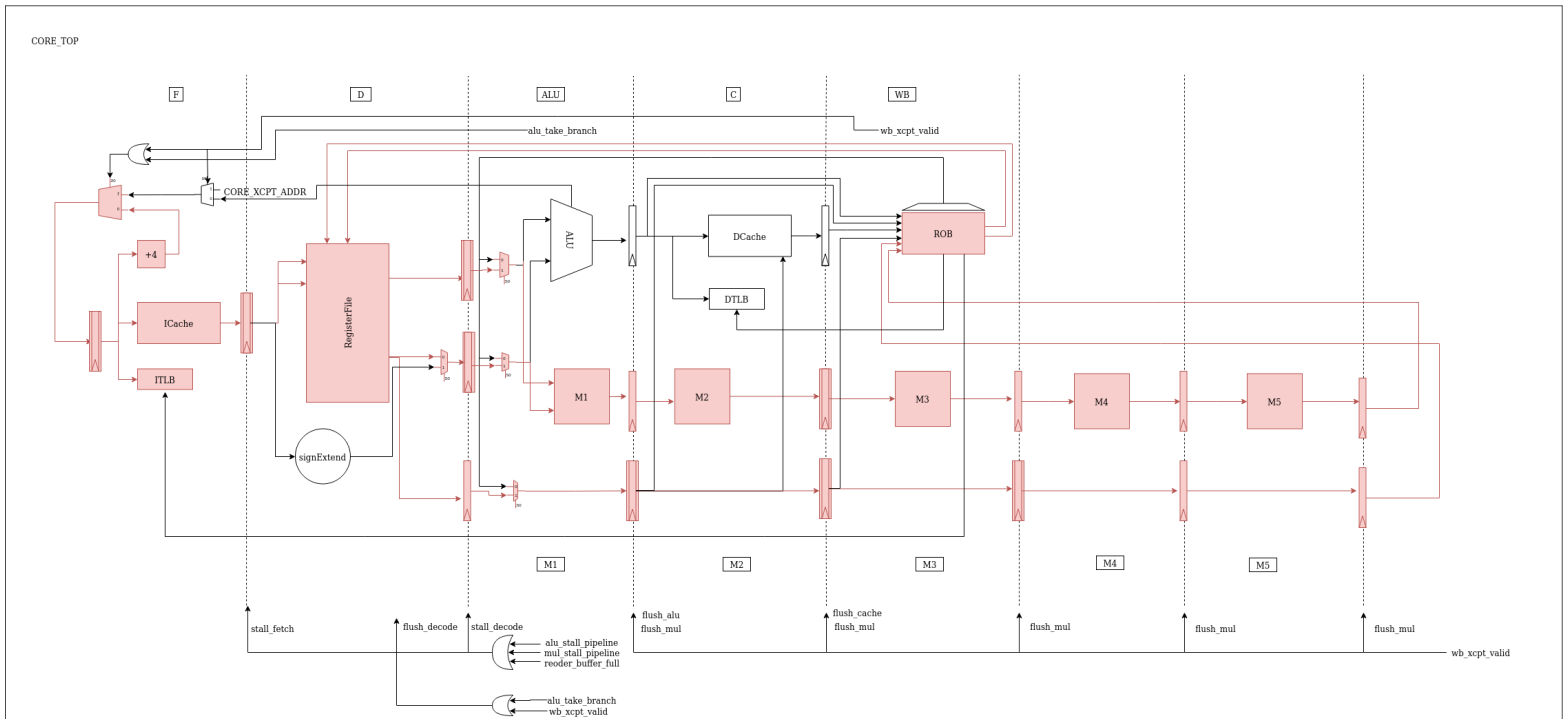 CORE_TOP
F
D
ALU
C
WB
alu_take_branch
wb_xcpt_valid
CORE_XCPT_ADDR
+4
ICache
ITLB
RegisterFile
signExtend
ALU
DCache
DTLB
ROB
M1
M2
M3
M4
M5
M1
M2
M3
M4
M5
stall_fetch
flush_decode
stall_decode
flush_alu
flush_mul
flush_cache
flush_mul
flush_mul
flush_mul
flush_mul
alu_stall_pipeline
mul_stall_pipeline
reoder_buffer_full
wb_xcpt_valid
alu_take_branch
wb_xcpt_valid